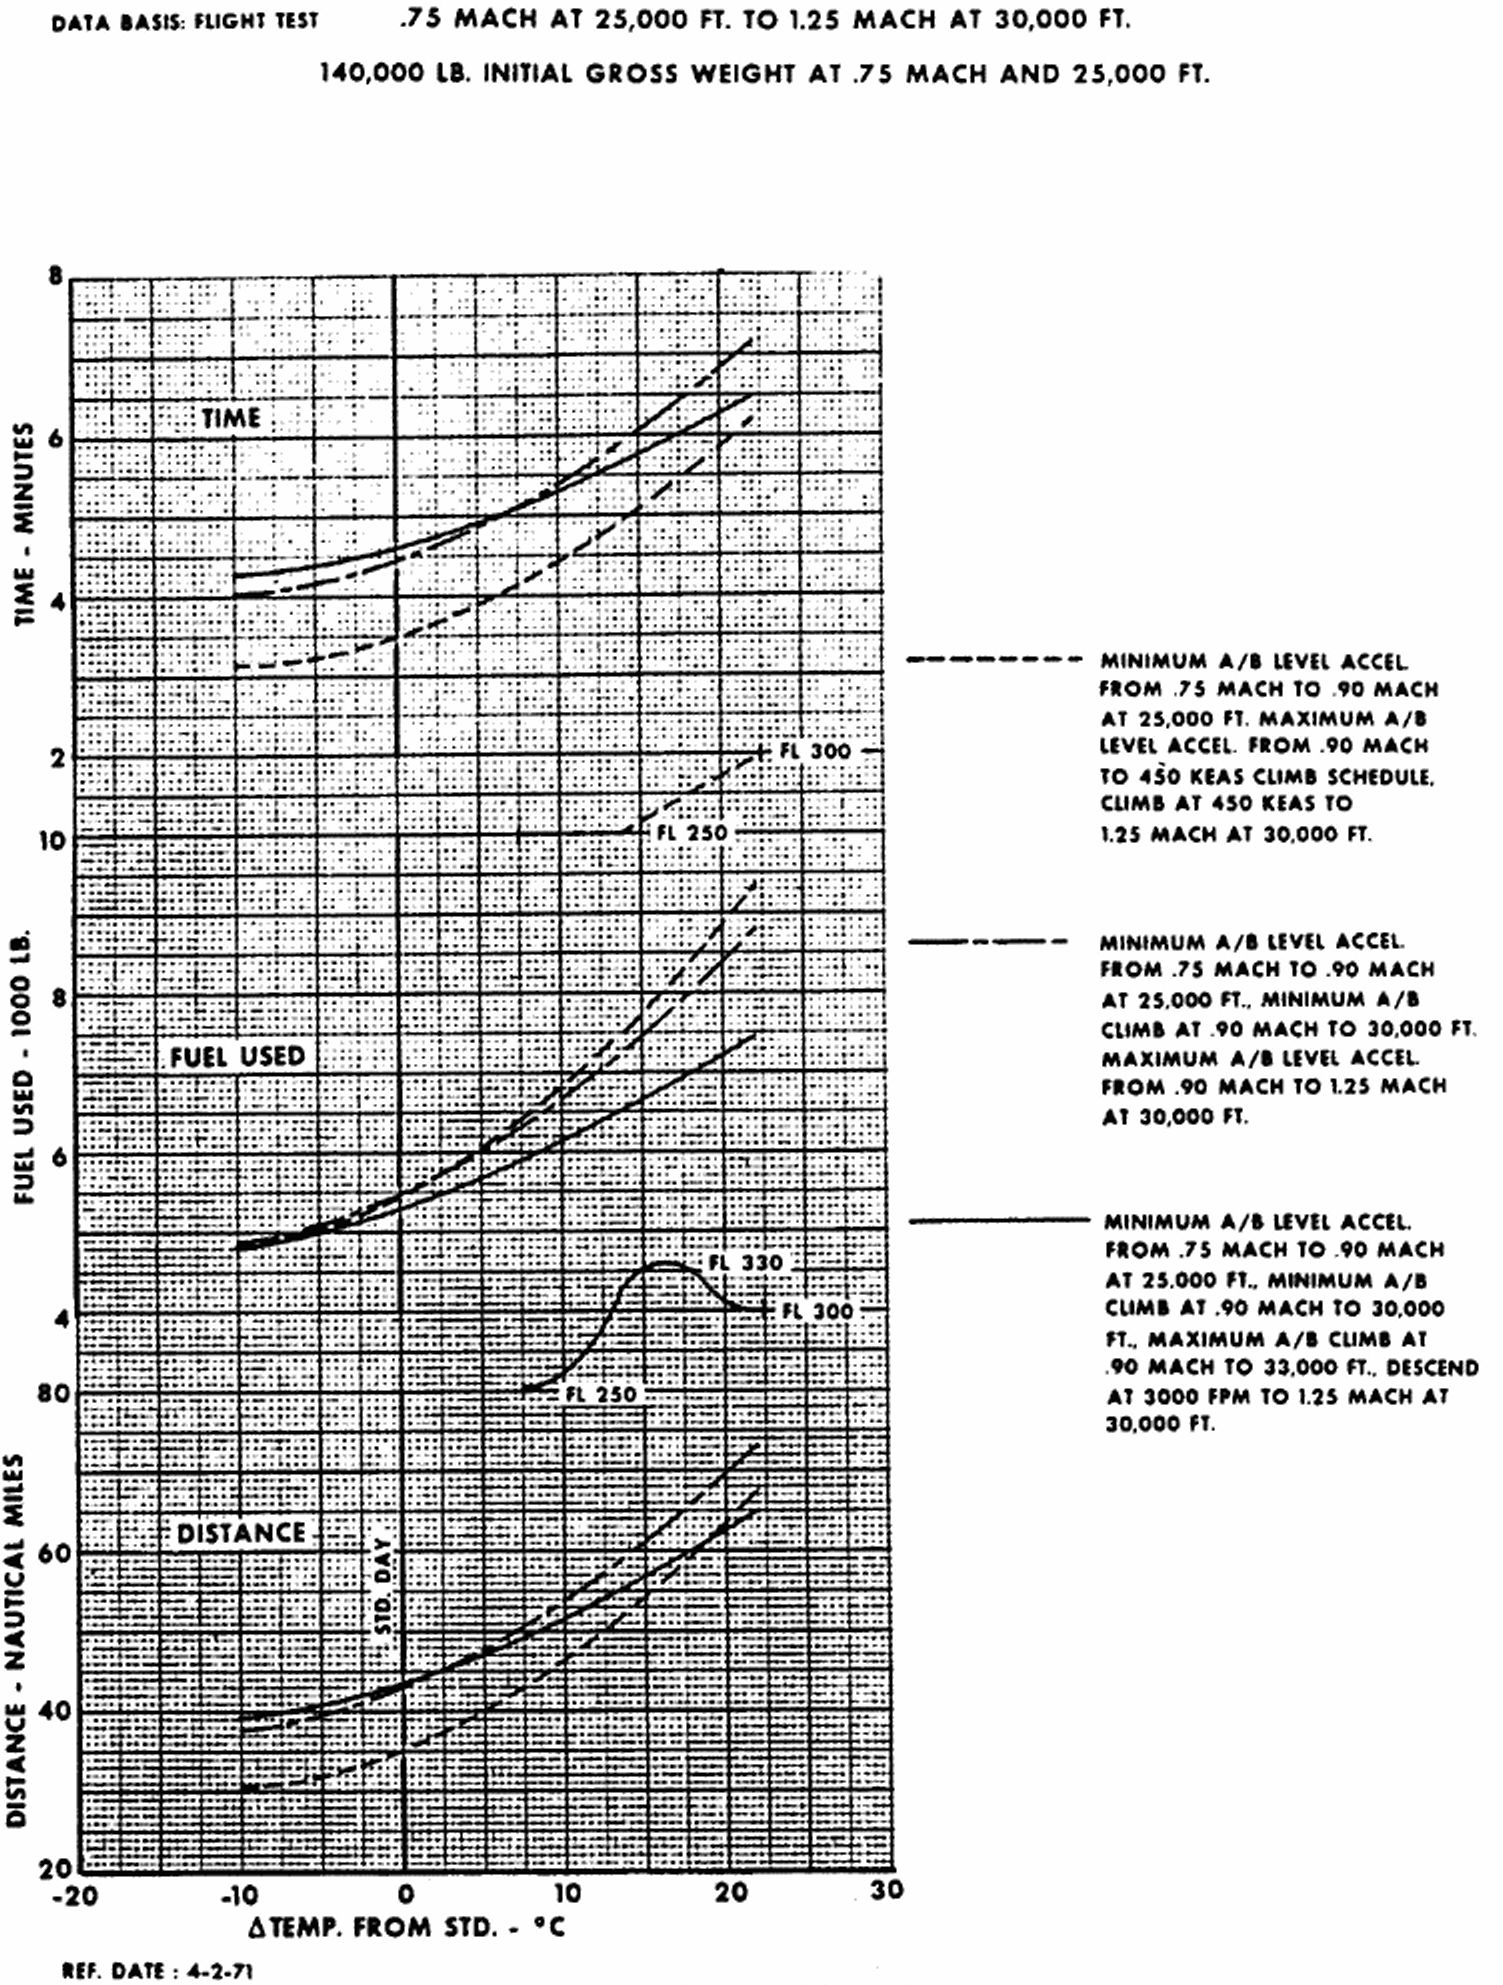 DATA BASIS: FLIGHT TEST .75 MACH AT 25,000 FT. TO 1.25 MACH AT 30,000 FT.
140,000 LB. INITIAL GROSS WEIGHT AT .75 MACH AND 25,000 FT.
8
TIME
6
TIME - MINUTES
4
2
FL 300
FL 250
10
8
FUEL USED
FUEL USED - 1000 LB.
6
FL 330
4
FL 300
80
FL 250
DISTANCE
60
STD. DAY
DISTANCE - NAUTICAL MILES
40
20
-20 -10 0 10 20 30
ΔTEMP. FROM STD. - °C
REF. DATE : 4-2-71
MINIMUM A/B LEVEL ACCEL
FROM .75 MACH TO .90 MACH
AT 25,000 FT. MAXIMUM A/B
LEVEL ACCEL. FROM .90 MACH
TO 450 KEAS CLIMB SCHEDULE.
CLIMB AT 450 KEAS TO
1.25 MACH AT 30,000 FT.
MINIMUM A/B LEVEL ACCEL.
FROM .75 MACH TO .90 MACH
AT 25,000 FT., MINIMUM A/B
CLIMB AT .90 MACH TO 30,000 FT.
MAXIMUM A/B LEVEL ACCEL.
FROM .90 MACH TO 1.25 MACH
AT 30,000 FT.
MINIMUM A/B LEVEL ACCEL.
FROM .75 MACH TO .90 MACH
AT 25.000 FT., MINIMUM A/B
CLIMB AT .90 MACH TO 30,000
FT., MAXIMUM A/B CLIMB AT
.90 MACH TO 33,000 FT., DESCEND
AT 3000 FPM TO 1.25 MACH AT
30,000 FT.